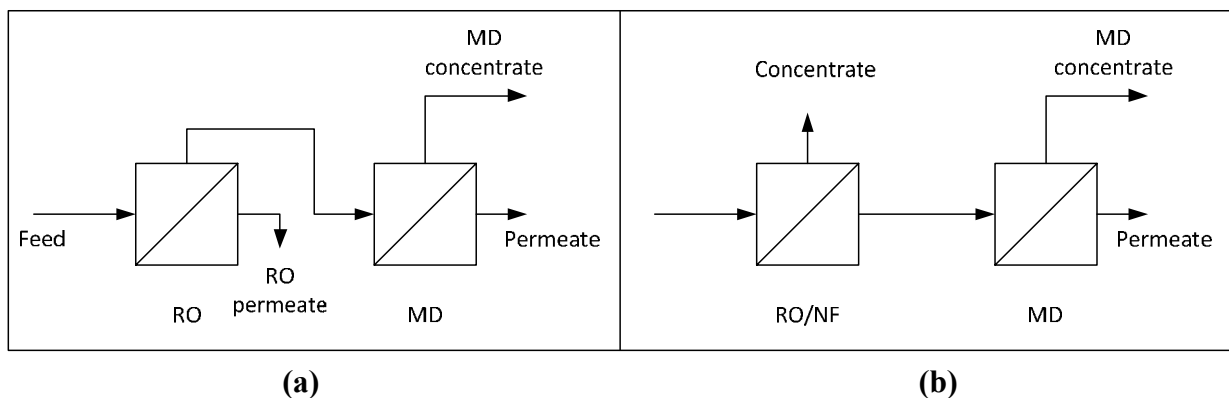 MD
concentrate
Feed
Permeate
RO
permeate
RO
MD
(a)
Concentrate
MD
concentrate
Permeate
RO/NF
MD
(b)